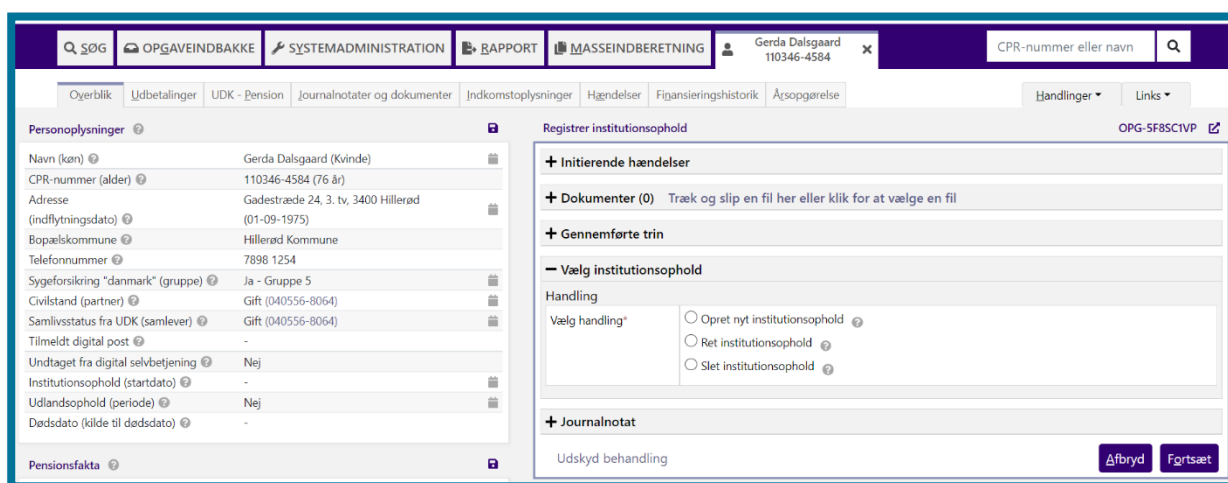 SØG OPGAVEINDBAKKE SYSTEMADMINISTRATION RAPPORT MASSEINDBERETNING Gerda Dalsgaard CPR-nummer eller navn
110346-4584
Overblik Udbetalinger UDK - Pension Journalnotater og dokumenter Indkomstoplysninger Hændelser Finansieringshistorik Årsopgørelse Handlinger Links
Personoplysninger
Navn (køn) Gerda Dalsgaard (Kvinde)
CPR-nummer (alder) 110346-4584 (76 år)
Adresse Gadestræde 24, 3. tv, 3400 Hillerød
(indflytningsdato) (01-09-1975)
Bopælskommune Hillerød Kommune
Telefonnummer 7898 1254
Sygeforsikring "danmark" (gruppe) Ja - Gruppe 5
Civilstand (partner) Gift (040556-8064)
Samlivsstatus fra UDK (samlever) Gift (040556-8064)
Tilmeldt digital post -
Undtaget fra digital selvbetjening Nej
Institutionsophold (startdato) -
Udlandsophold (periode) Nej
Dødsdato (kilde til dødsdato) -
Pensionsfakta
Registrer institutionsophold OPG-5F8SC1VP
Initierende hændelser
Dokumenter (0) Træk og slip en fil her eller klik for at vælge en fil
Gennemførte trin
Vælg institutionsophold
Handling
Vælg handling* Opret nyt institutionsophold
Ret institutionsophold
Slet institutionsophold
Journalnotat
Udskyd behandling Afbryd Fortsæt